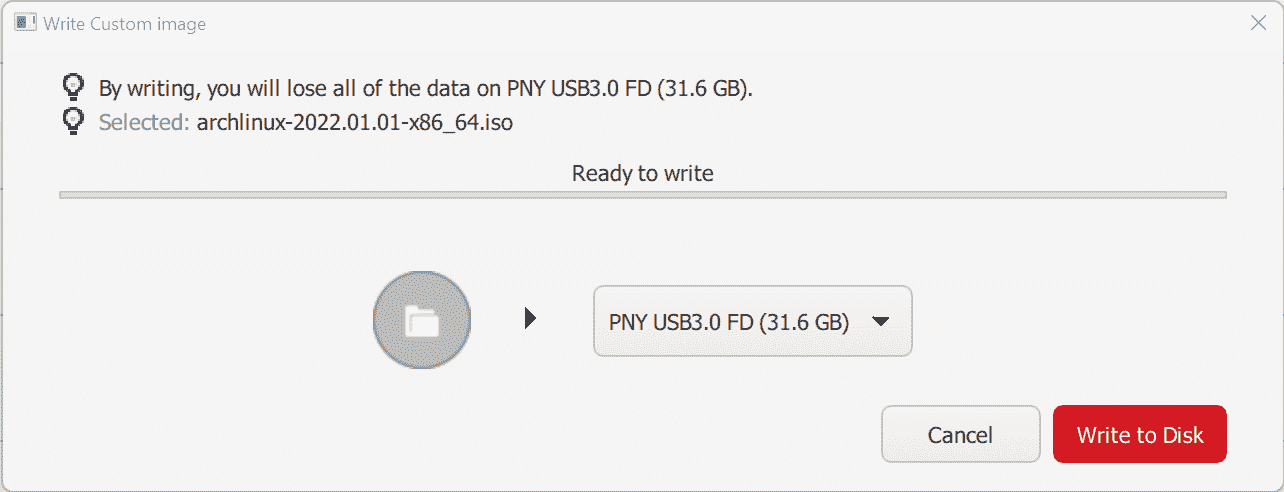 Write Custom image
By writing, you will lose all of the data on PNY USB3.0 FD (31.6 GB).
Selected: archlinux-2022.01.01-x86_64.iso
Ready to write
PNY USB3.0 FD (31.6 GB)
Cancel
Write to Disk